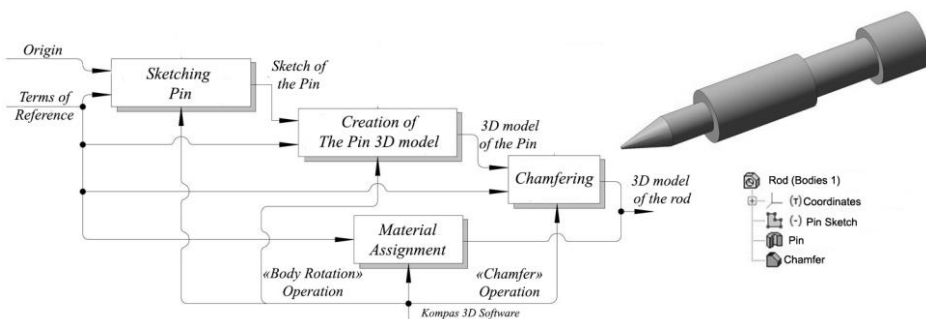 Origin
Terms of
Reference
Sketching
Pin
Sketch of
the Pin
Creation of
The Pin 3D model
3D model
of the Pin
Chamfering
3D model
of the rod
Material
Assignment
«Body Rotation»
Operation
«Chamfer»
Operation
Kompas 3D Software
Rod (Bodies 1)
(т) Coordinates
(-) Pin Sketch
Pin
Chamfer